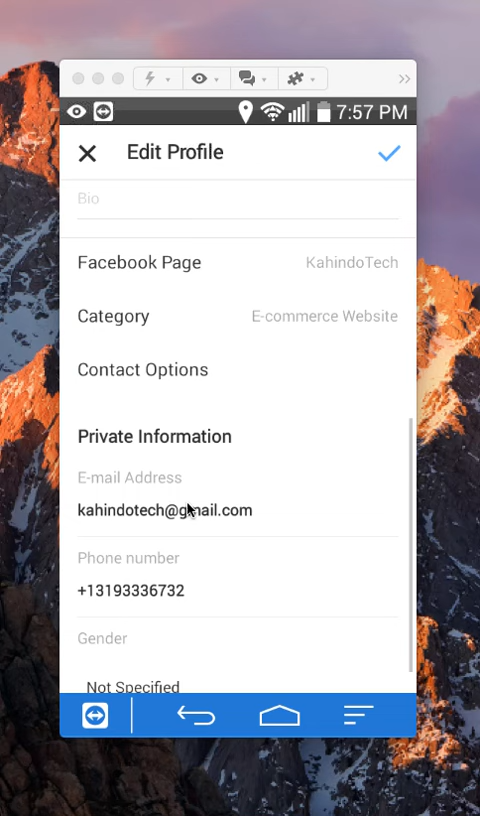 7:57 PM
Edit Profile
Bio
Facebook Page KahindoTech
Category E-commerce Website
Contact Options
Private Information
E-mail Address
kahindotech@gmail.com
Phone number
+13193336732
Gender
Not Specified